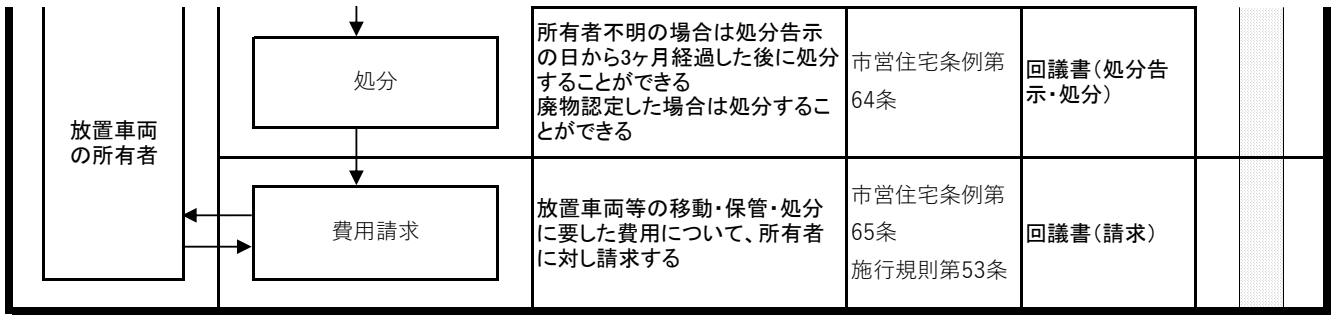 放置車両
の所有者
処分
所有者不明の場合は処分告示
の日から3ヶ月経過した後に処分
することができる
廃物認定した場合は処分するこ
とができる
市営住宅条例第
64条
回議書（処分告
示・処分）
費用請求
放置車両等の移動・保管・処分
に要した費用について、所有者
に対し請求する
市営住宅条例第
65条
施行規則第53条
回議書（請求）